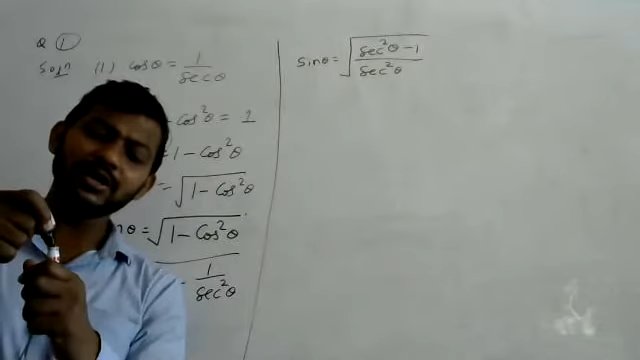 Q ①
Solⁿ (1) cosθ = 1/secθ
- cos²θ = 1
= 1 - cos²θ
= √(1 - cos²θ)
nθ = √(1 - cos²θ)
1/sec²θ
sinθ = √((sec²θ - 1)/sec²θ)